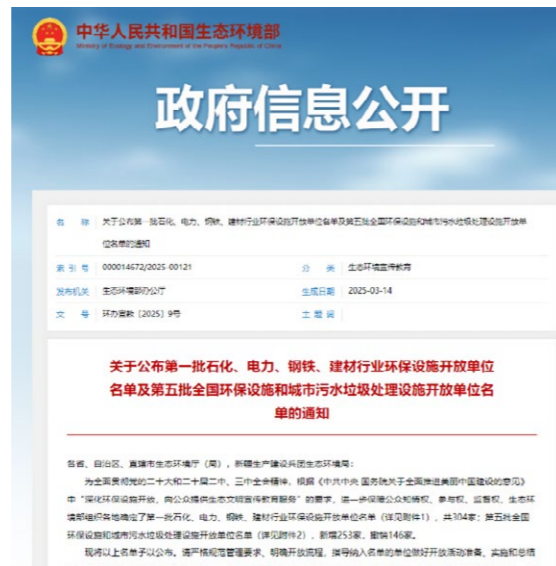 中华人民共和国生态环境部
Ministry of Ecology and Environment of the People's Republic of China
政府信息公开
名 称 关于公布第一批石化、电力、钢铁、建材行业环保设施开放单位名单及第五批全国环保设施和城市污水垃圾处理设施开放单
位名单的通知
索 引 号 000014672/2025-00121 分 类 生态环境宣传教育
发布机关 生态环境部办公厅 生成日期 2025-03-14
文 号 环办宣教〔2025〕9号 主 题 词
关于公布第一批石化、电力、钢铁、建材行业环保设施开放单位
名单及第五批全国环保设施和城市污水垃圾处理设施开放单位名
单的通知
各省、自治区、直辖市生态环境厅（局），新疆生产建设兵团生态环境局：
为全面贯彻党的二十大和二十届二中、三中全会精神，根据《中共中央 国务院关于全面推进美丽中国建设的意见》
中“深化环保设施开放，向公众提供生态文明宣传教育服务”的要求，进一步保障公众知情权、参与权、监督权，生态环
境部组织各地确定了第一批石化、电力、钢铁、建材行业环保设施开放单位名单（详见附件1），共304家；第五批全国
环保设施和城市污水垃圾处理设施开放单位名单（详见附件2），新增253家，撤销146家。
现将以上名单予以公布。请严格规范管理要求、明确开放流程，指导纳入名单的单位做好开放活动准备、实施和总结